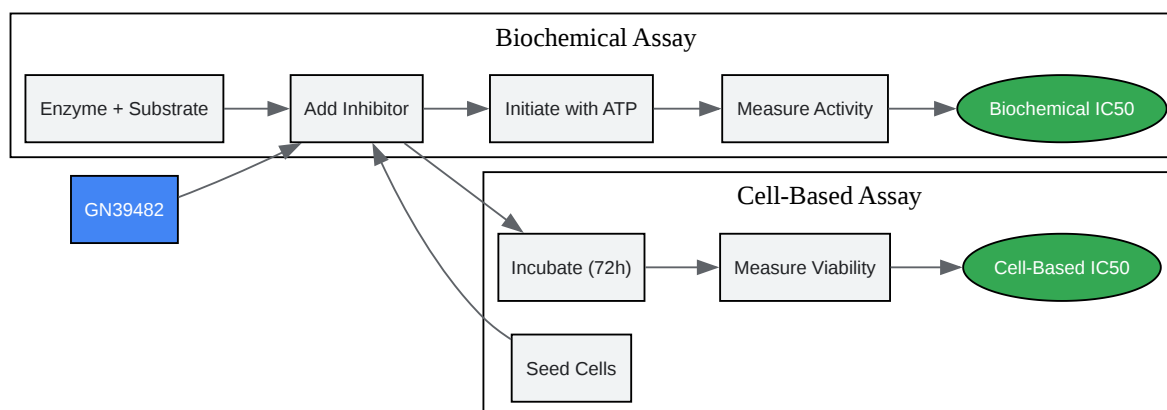 Biochemical Assay
Enzyme + Substrate
Add Inhibitor
Initiate with ATP
Measure Activity
Biochemical IC50
GN39482
Cell-Based Assay
Incubate (72h)
Measure Viability
Cell-Based IC50
Seed Cells